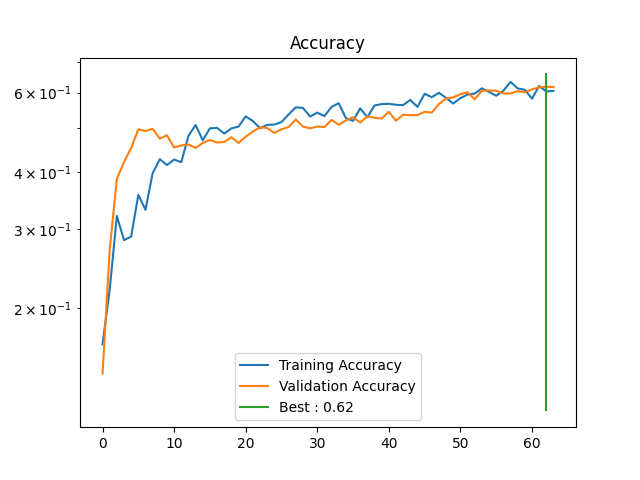 Accuracy
6 × 10⁻¹
4 × 10⁻¹
3 × 10⁻¹
2 × 10⁻¹
Training Accuracy
Validation Accuracy
Best : 0.62
0 10 20 30 40 50 60